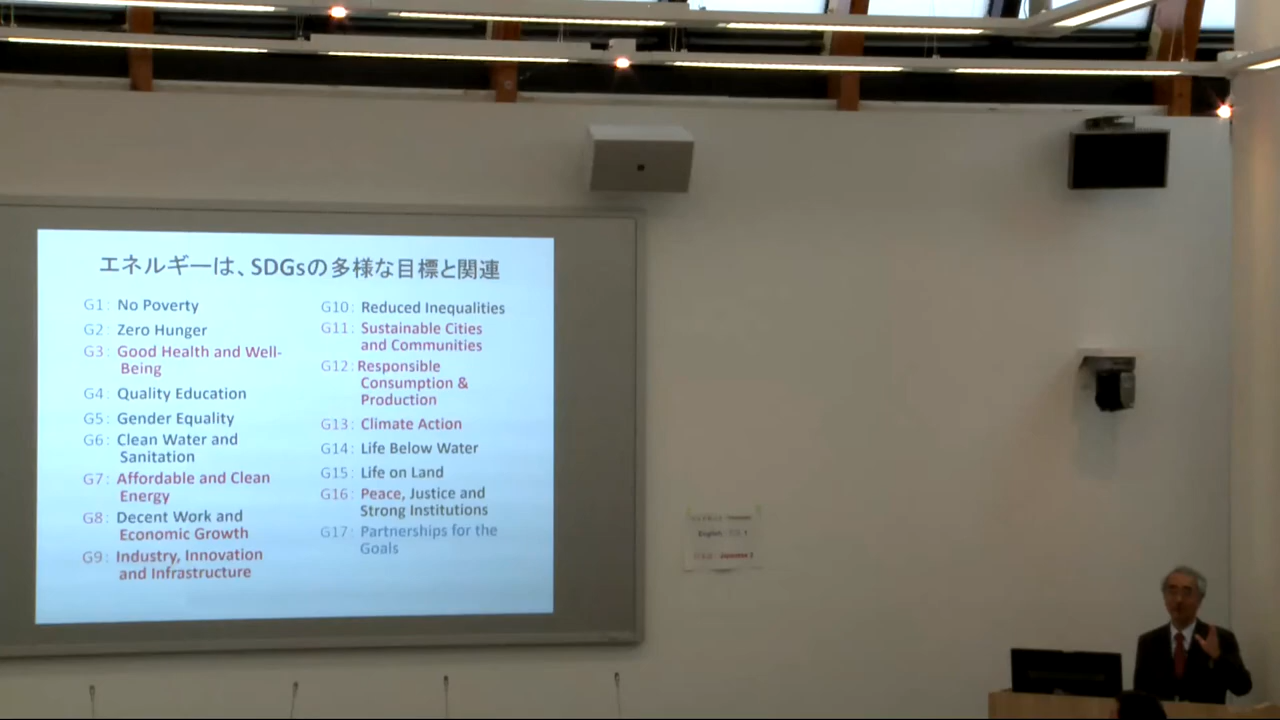 エネルギーは、SDGsの多様な目標と関連
G1: No Poverty
G2: Zero Hunger
G3: Good Health and Well-
Being
G4: Quality Education
G5: Gender Equality
G6: Clean Water and
Sanitation
G7: Affordable and Clean
Energy
G8: Decent Work and
Economic Growth
G9: Industry, Innovation
and Infrastructure
G10: Reduced Inequalities
G11: Sustainable Cities
and Communities
G12: Responsible
Consumption &
Production
G13: Climate Action
G14: Life Below Water
G15: Life on Land
G16: Peace, Justice and
Strong Institutions
G17: Partnerships for the
Goals
English
Japanese 2